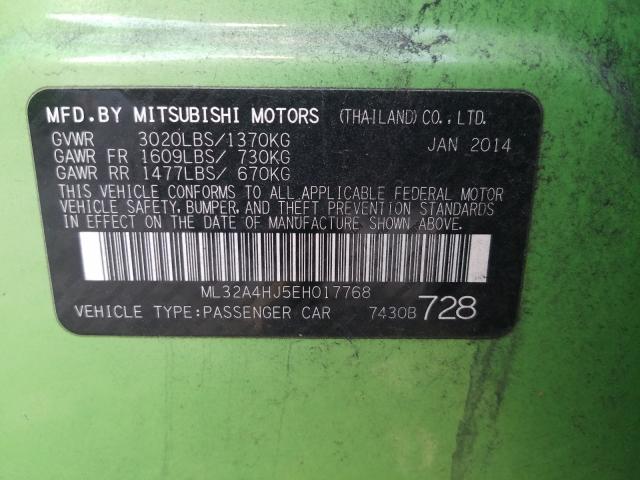 MFD.BY MITSUBISHI MOTORS (THAILAND)CO.,LTD.
GVWR 3020LBS/1370KG JAN 2014
GAWR FR 1609LBS/ 730KG
GAWR RR 1477LBS/ 670KG
THIS VEHICLE CONFORMS TO ALL APPLICABLE FEDERAL MOTOR
VEHICLE SAFETY, BUMPER, AND THEFT PREVENTION STANDARDS
IN EFFECT ON THE DATE OF MANUFACTURE SHOWN ABOVE.
ML32A4HJ5EH017768
VEHICLE TYPE:PASSENGER CAR 7430B 728